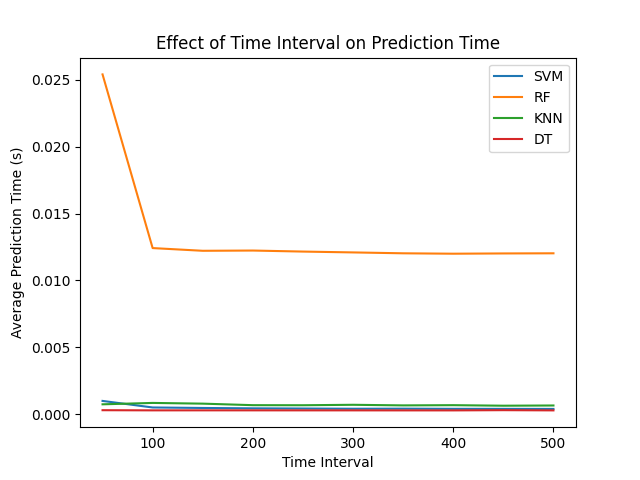 Effect of Time Interval on Prediction Time
SVM
RF
KNN
DT
Average Prediction Time (s)
0.025
0.020
0.015
0.010
0.005
0.000
100
200
300
400
500
Time Interval